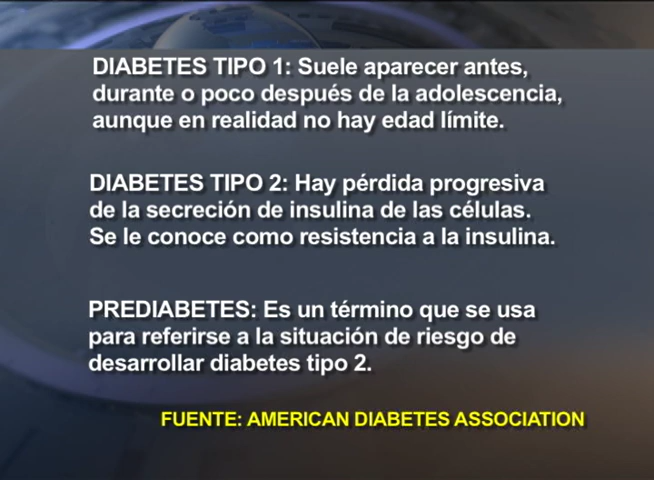 DIABETES TIPO 1: Suele aparecer antes,
durante o poco después de la adolescencia,
aunque en realidad no hay edad límite.
DIABETES TIPO 2: Hay pérdida progresiva
de la secreción de insulina de las células.
Se le conoce como resistencia a la insulina.
PREDIABETES: Es un término que se usa
para referirse a la situación de riesgo de
desarrollar diabetes tipo 2.
FUENTE: AMERICAN DIABETES ASSOCIATION